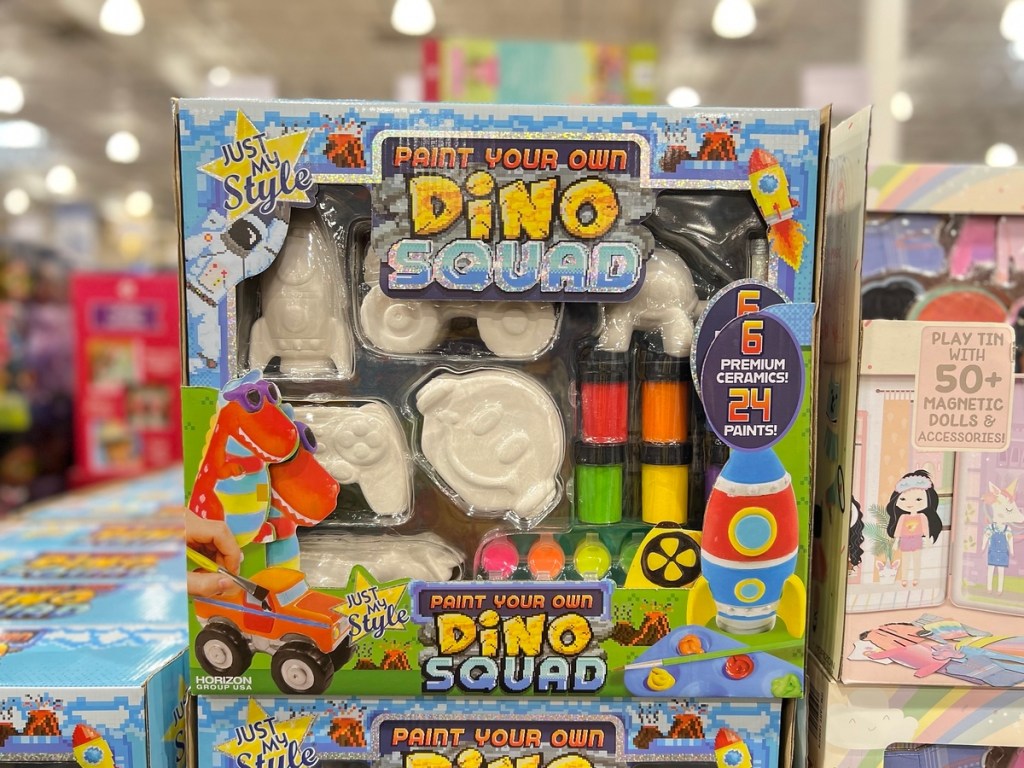 JUST
My
Style
PAINT YOUR OWN
DiNO
SQUAD
6
6
PREMIUM
CERAMICS!
24
PAINTS!
PLAY TIN
WITH
50+
MAGNETIC
DOLLS &
ACCESSORIES!
JUST
My
Style
PAINT YOUR OWN
DiNO
SQUAD
HORIZON
GROUP USA
JUST
My
Style
PAINT YOUR OWN
DiNO